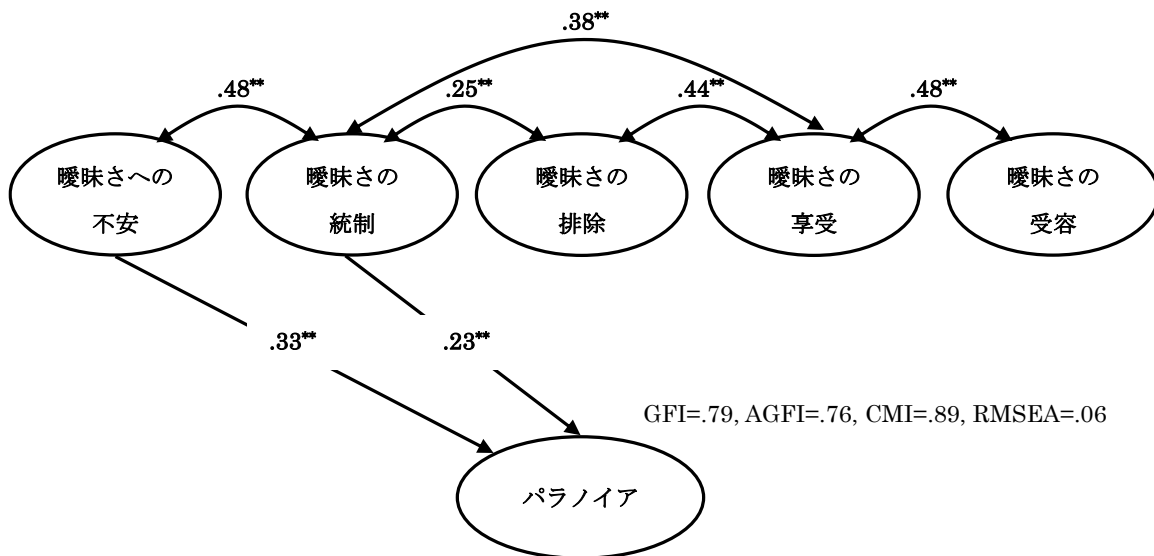 .38**
.48**
.25**
.44**
.48**
曖昧さへの
不安
曖昧さの
統制
曖昧さの
排除
曖昧さの
享受
曖昧さの
受容
.33**
.23**
GFI=.79, AGFI=.76, CMI=.89, RMSEA=.06
パラノイア